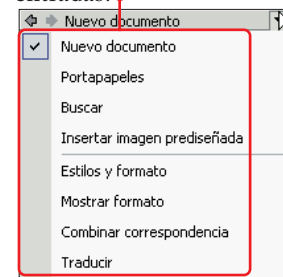 Nuevo documento
Nuevo documento
Portapapeles
Buscar
Insertar imagen prediseñada
Estilos y formato
Mostrar formato
Combinar correspondencia
Traducir